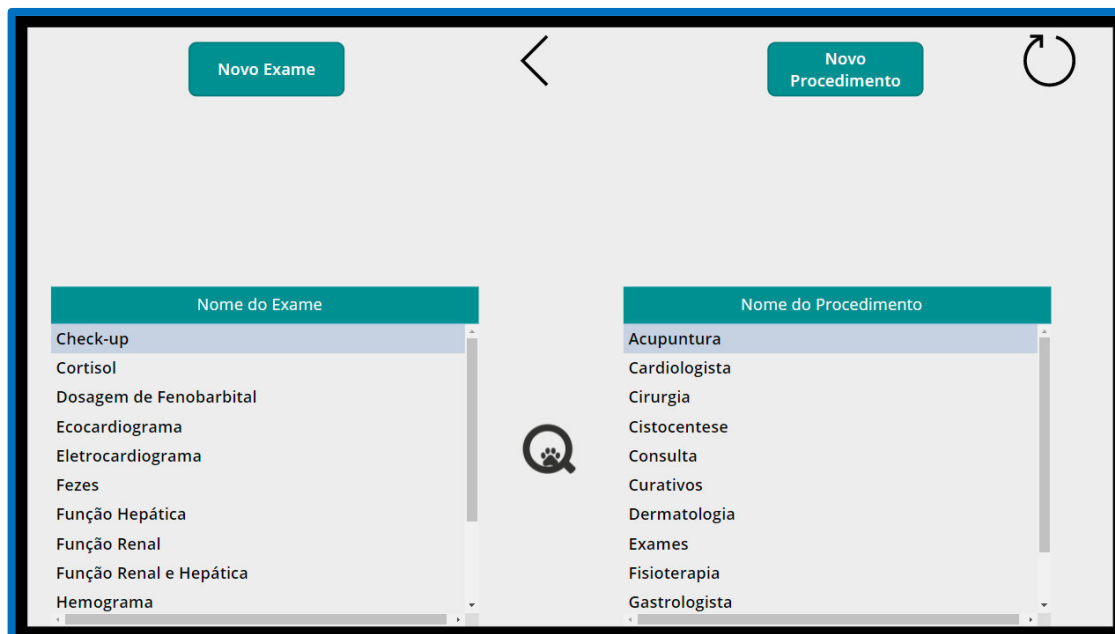 Novo Exame
Novo
Procedimento
Nome do Exame
Check-up
Cortisol
Dosagem de Fenobarbital
Ecocardiograma
Eletrocardiograma
Fezes
Função Hepática
Função Renal
Função Renal e Hepática
Hemograma
Nome do Procedimento
Acupuntura
Cardiologista
Cirurgia
Cistocentese
Consulta
Curativos
Dermatologia
Exames
Fisioterapia
Gastrologista